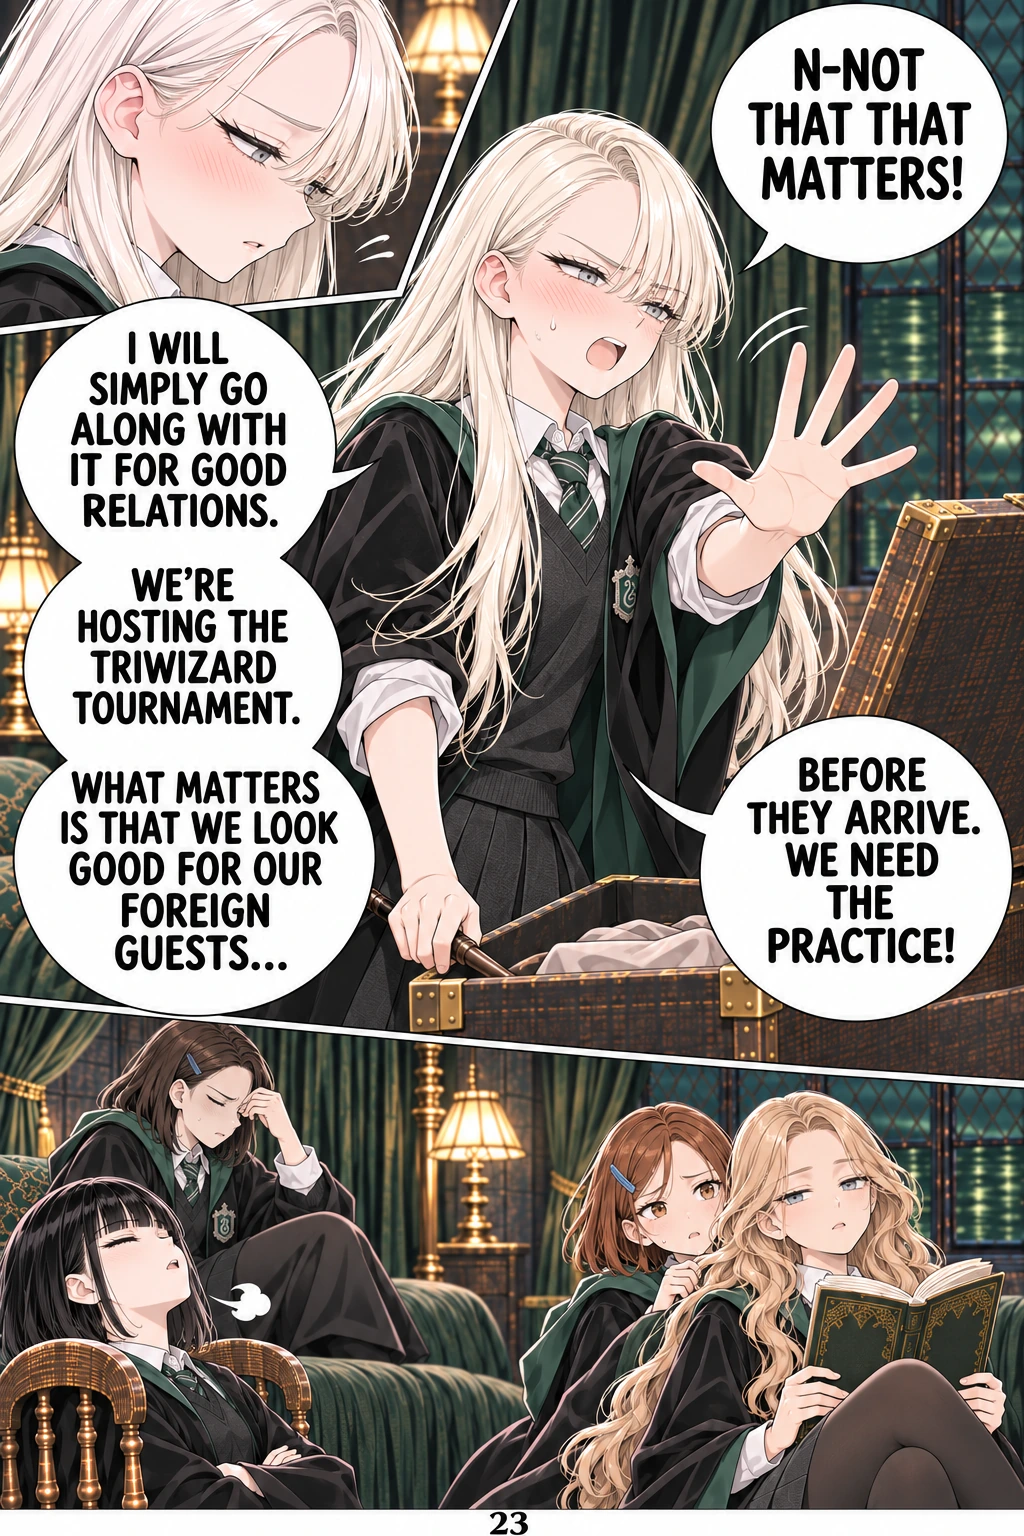 N-NOT
THAT THAT
MATTERS!
I WILL
SIMPLY GO
ALONG WITH
IT FOR GOOD
RELATIONS.
WE'RE
HOSTING THE
TRIWIZARD
TOURNAMENT.
WHAT MATTERS
IS THAT WE LOOK
GOOD FOR OUR
FOREIGN
GUESTS...
BEFORE
THEY ARRIVE.
WE NEED
THE
PRACTICE!
23